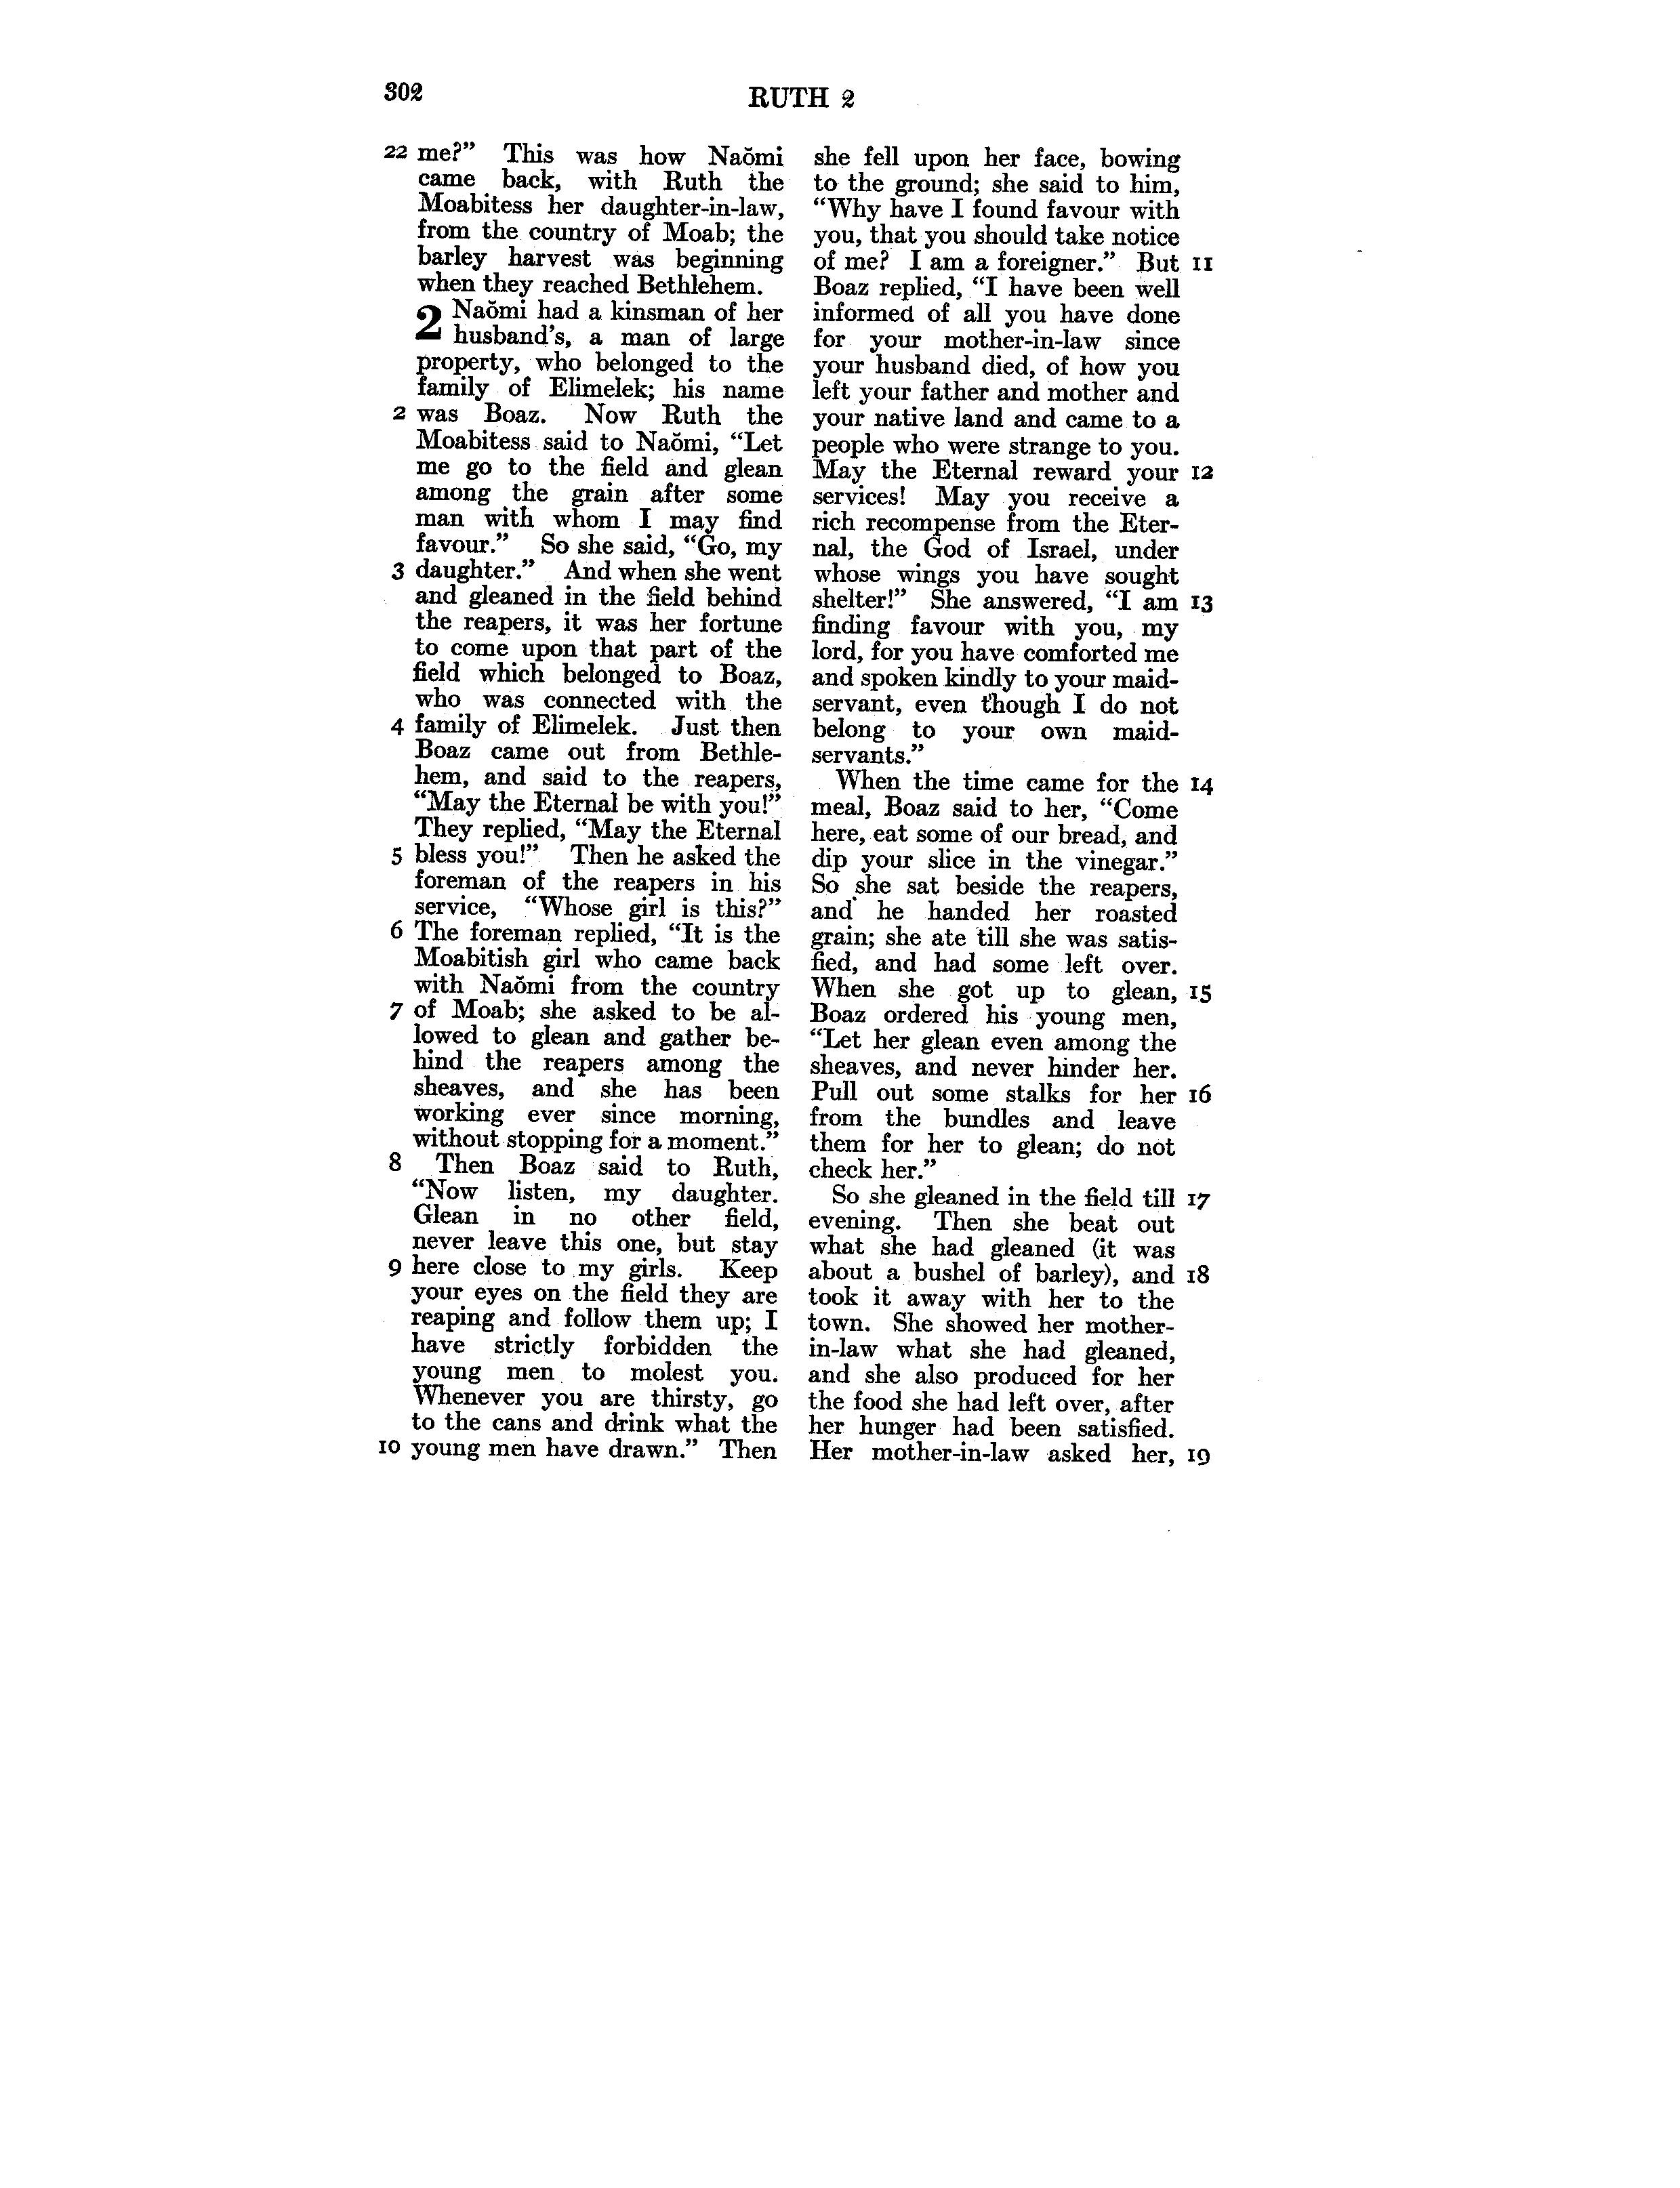 302
RUTH 2
22 me?” This was how Naŏmi
came back, with Ruth the
Moabitess her daughter-in-law,
from the country of Moab; the
barley harvest was beginning
when they reached Bethlehem.
2 Naŏmi had a kinsman of her
husband's, a man of large
property, who belonged to the
family of Elimelek; his name
2 was Boaz. Now Ruth the
Moabitess said to Naŏmi, “Let
me go to the field and glean
among the grain after some
man with whom I may find
favour.” So she said, “Go, my
3 daughter.” And when she went
and gleaned in the field behind
the reapers, it was her fortune
to come upon that part of the
field which belonged to Boaz,
who was connected with the
4 family of Elimelek. Just then
Boaz came out from Bethle-
hem, and said to the reapers,
“May the Eternal be with you!”
They replied, “May the Eternal
5 bless you!” Then he asked the
foreman of the reapers in his
service, “Whose girl is this?”
6 The foreman replied, “It is the
Moabitish girl who came back
with Naŏmi from the country
7 of Moab; she asked to be al-
lowed to glean and gather be-
hind the reapers among the
sheaves, and she has been
working ever since morning,
without stopping for a moment.”
8 Then Boaz said to Ruth,
“Now listen, my daughter.
Glean in no other field,
never leave this one, but stay
9 here close to my girls. Keep
your eyes on the field they are
reaping and follow them up; I
have strictly forbidden the
young men to molest you.
Whenever you are thirsty, go
to the cans and drink what the
10 young men have drawn.” Then
she fell upon her face, bowing
to the ground; she said to him,
“Why have I found favour with
you, that you should take notice
of me? I am a foreigner.” But 11
Boaz replied, “I have been well
informed of all you have done
for your mother-in-law since
your husband died, of how you
left your father and mother and
your native land and came to a
people who were strange to you.
May the Eternal reward your 12
services! May you receive a
rich recompense from the Eter-
nal, the God of Israel, under
whose wings you have sought
shelter!” She answered, “I am 13
finding favour with you, my
lord, for you have comforted me
and spoken kindly to your maid-
servant, even though I do not
belong to your own maid-
servants.”
When the time came for the 14
meal, Boaz said to her, “Come
here, eat some of our bread, and
dip your slice in the vinegar.”
So she sat beside the reapers,
and he handed her roasted
grain; she ate till she was satis-
fied, and had some left over.
When she got up to glean, 15
Boaz ordered his young men,
“Let her glean even among the
sheaves, and never hinder her.
Pull out some stalks for her 16
from the bundles and leave
them for her to glean; do not
check her.”
So she gleaned in the field till 17
evening. Then she beat out
what she had gleaned (it was
about a bushel of barley), and 18
took it away with her to the
town. She showed her mother-
in-law what she had gleaned,
and she also produced for her
the food she had left over, after
her hunger had been satisfied.
Her mother-in-law asked her, 19